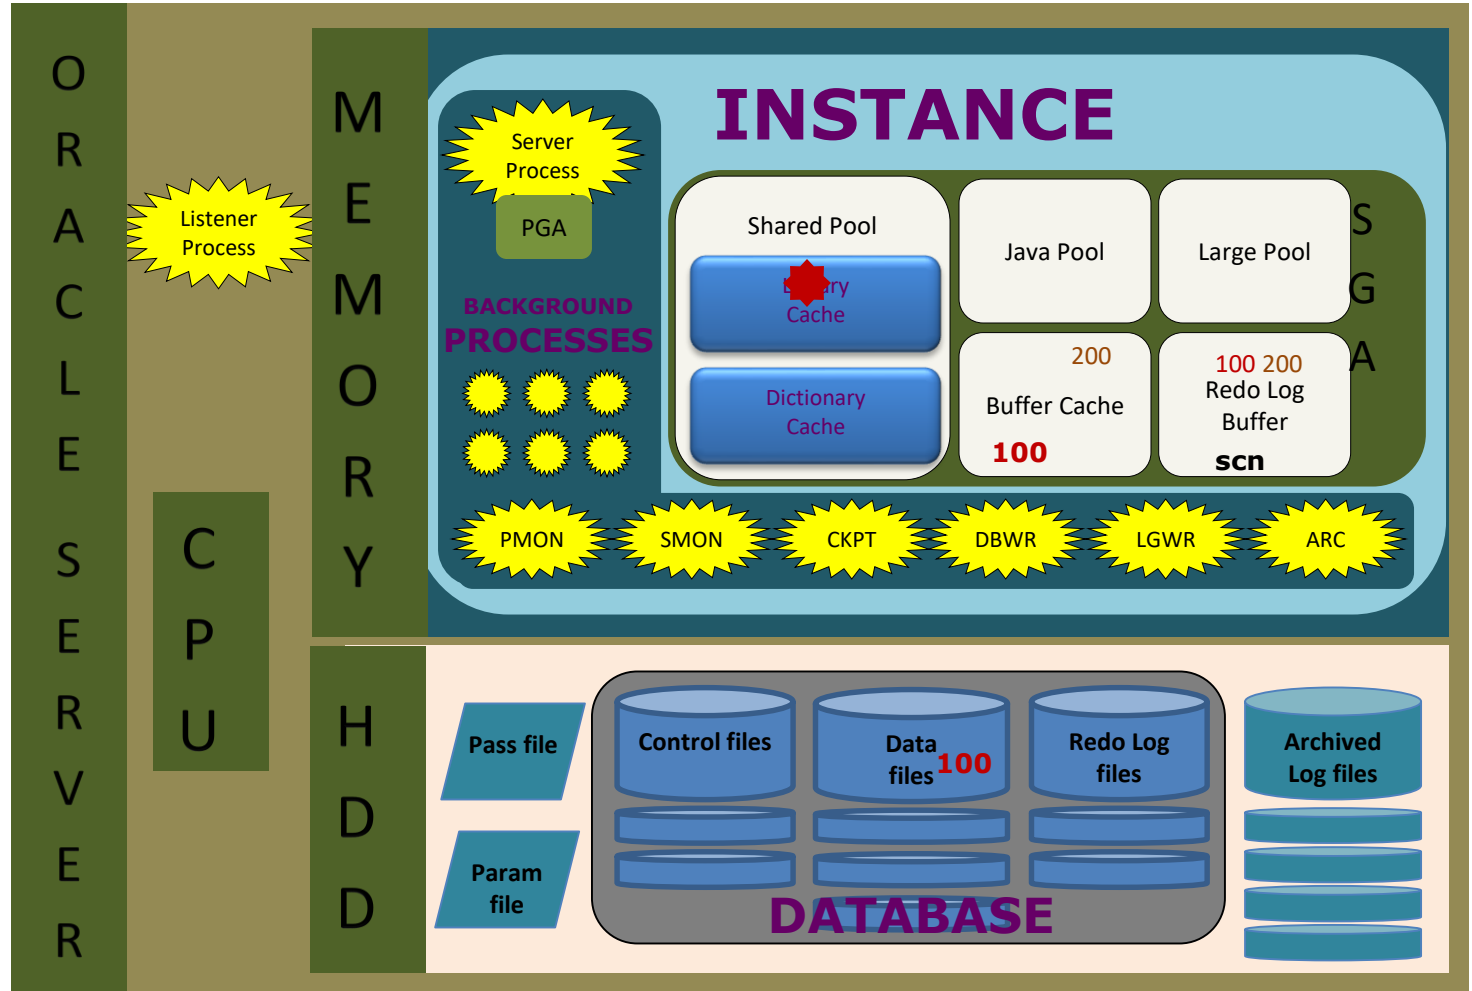 ORACLE SERVER
Listener
Process
CPU
MEMORY
INSTANCE
Server
Process
PGA
BACKGROUND
PROCESSES
Shared Pool
Cache
Dictionary
Cache
Java Pool
Large Pool
SGA
200
Buffer Cache
100
100 200
Redo Log
Buffer
scn
PMON
SMON
CKPT
DBWR
LGWR
ARC
HDD
Pass file
Param
file
Control files
Data
files 100
Redo Log
files
DATABASE
Archived
Log files